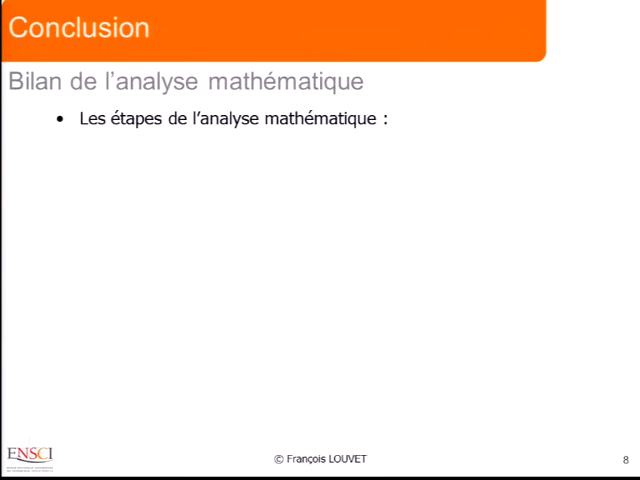 Conclusion
Bilan de l'analyse mathématique
• Les étapes de l'analyse mathématique :
ENSCI
© François LOUVET
8